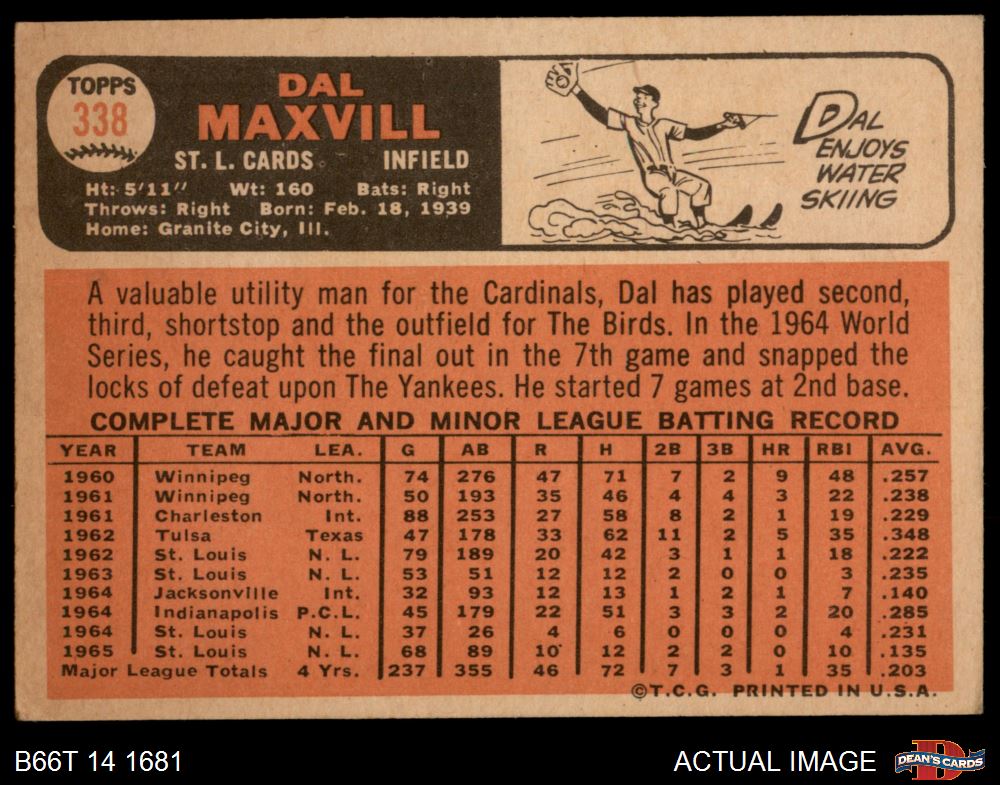 TOPPS
338
DAL
MAXVILL
ST. L. CARDS INFIELD
Ht: 5'11" Wt: 160 Bats: Right
Throws: Right Born: Feb. 18, 1939
Home: Granite City, Ill.
DAL
ENJOYS
WATER
SKIING
A valuable utility man for the Cardinals, Dal has played second,
third, shortstop and the outfield for The Birds. In the 1964 World
Series, he caught the final out in the 7th game and snapped the
locks of defeat upon The Yankees. He started 7 games at 2nd base.
COMPLETE MAJOR AND MINOR LEAGUE BATTING RECORD
YEAR TEAM LEA. G AB R H 2B 3B HR RBI AVG.
1960 Winnipeg North. 74 276 47 71 7 2 9 48 .257
1961 Winnipeg North. 50 193 35 46 4 4 3 22 .238
1961 Charleston Int. 88 253 27 58 8 2 1 19 .229
1962 Tulsa Texas 47 178 33 62 11 2 5 35 .348
1962 St. Louis N. L. 79 189 20 42 3 1 1 18 .222
1963 St. Louis N. L. 53 51 12 12 2 0 0 3 .235
1964 Jacksonville Int. 32 93 12 13 1 2 1 7 .140
1964 Indianapolis P.C.L. 45 179 22 51 3 3 2 20 .285
1964 St. Louis N. L. 37 26 4 6 0 0 0 4 .231
1965 St. Louis N. L. 68 89 10 12 2 2 0 10 .135
Major League Totals 4 Yrs. 237 355 46 72 7 3 1 35 .203
©T.C.G. PRINTED IN U.S.A.
B66T 14 1681 ACTUAL IMAGE DEAN'S CARDS